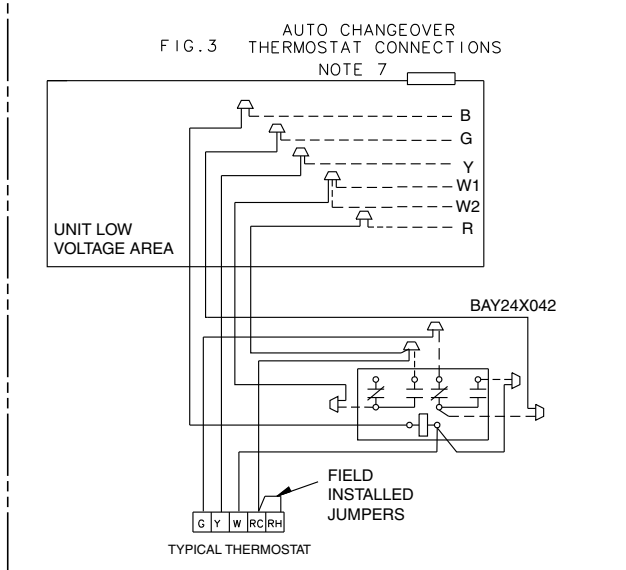 AUTO CHANGEOVER
FIG.3 THERMOSTAT CONNECTIONS
NOTE 7
B
G
Y
W1
W2
R
UNIT LOW
VOLTAGE AREA
BAY24X042
FIELD
INSTALLED
JUMPERS
G Y W RC RH
TYPICAL THERMOSTAT